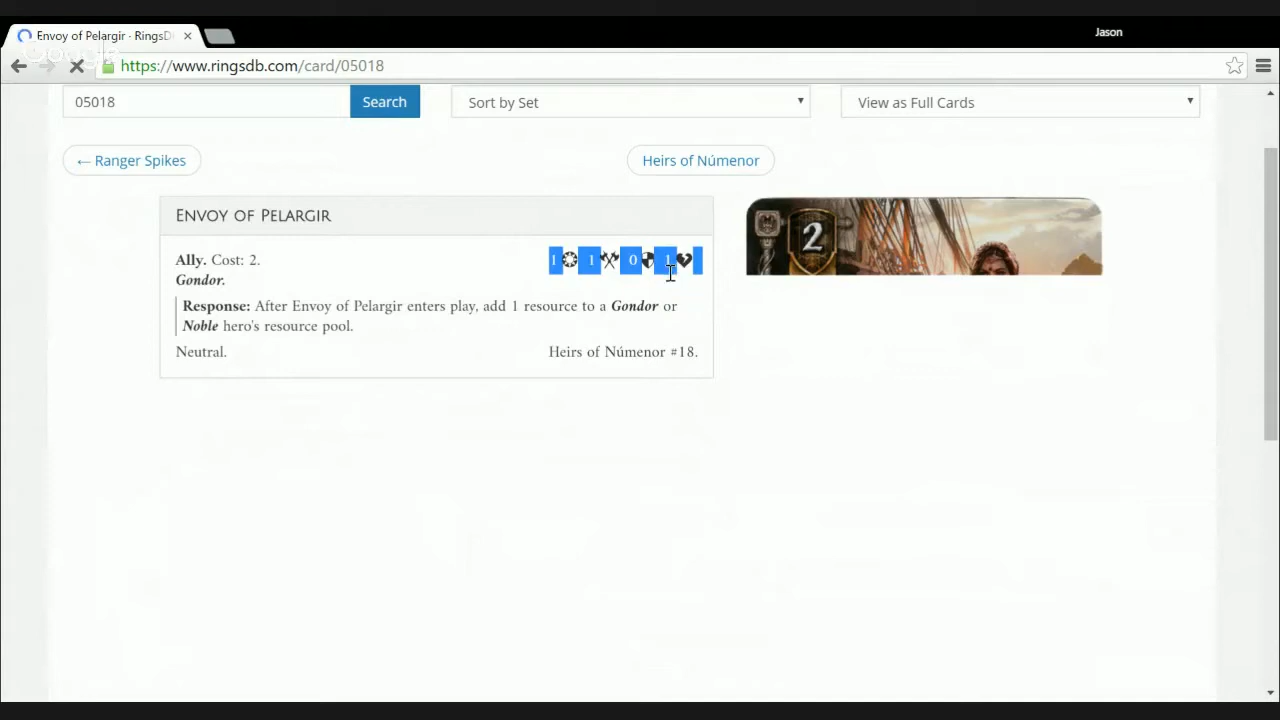 Envoy of Pelargir · RingsD
Jason
Google
https://www.ringsdb.com/card/05018
05018
Search
Sort by Set
View as Full Cards
← Ranger Spikes
Heirs of Númenor
Envoy of Pelargir
Ally. Cost: 2.
1 1 0 1
Gondor.
Response: After Envoy of Pelargir enters play, add 1 resource to a Gondor or
Noble hero's resource pool.
Neutral.
Heirs of Númenor #18.
2